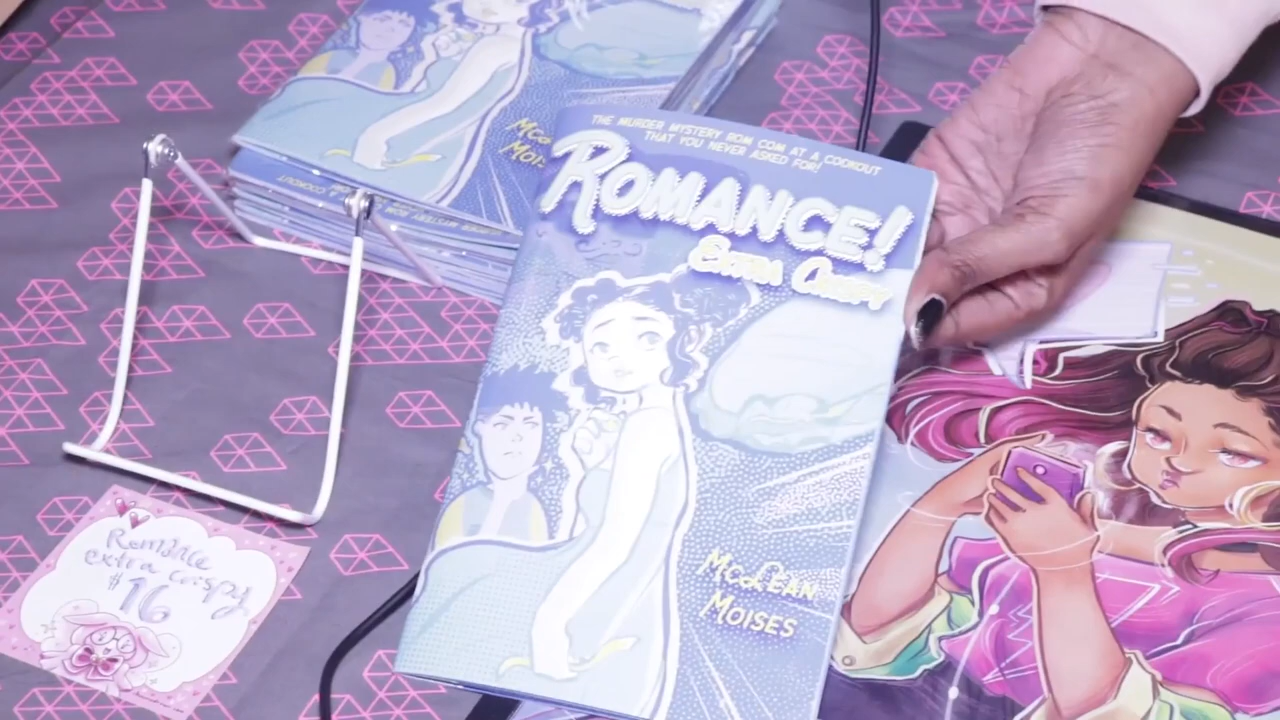 THE MURDER MYSTERY ROM COM AT A COOKOUT
THAT YOU NEVER ASKED FOR!
ROMANCE!
EXTRA CRISPY
MCLEAN
MOISES
Romance
extra crispy
#16